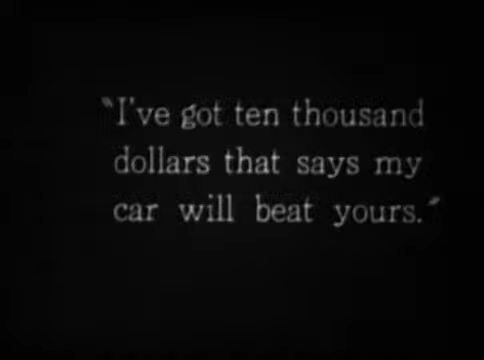 "I've got ten thousand
dollars that says my
car will beat yours."